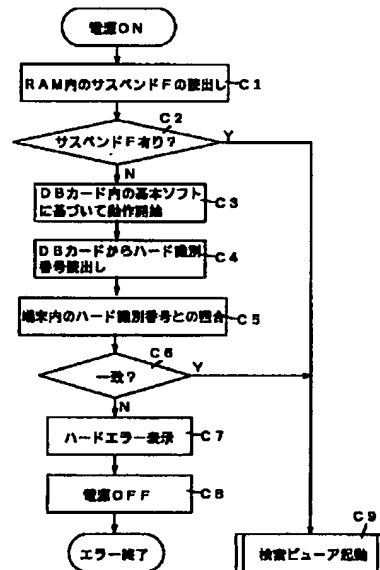 電源ON
RAM内のサスペンドFの読出し C1
C2
サスペンドF有り?
Y
N
DBカード内の基本ソフト
に基づいて動作開始
C3
DBカードからハード識別
番号読出し
C4
端末内のハード識別番号との照合 C5
C6
一致?
Y
N
ハードエラー表示 C7
電源OFF C8
C9
エラー終了
検索ビューア起動